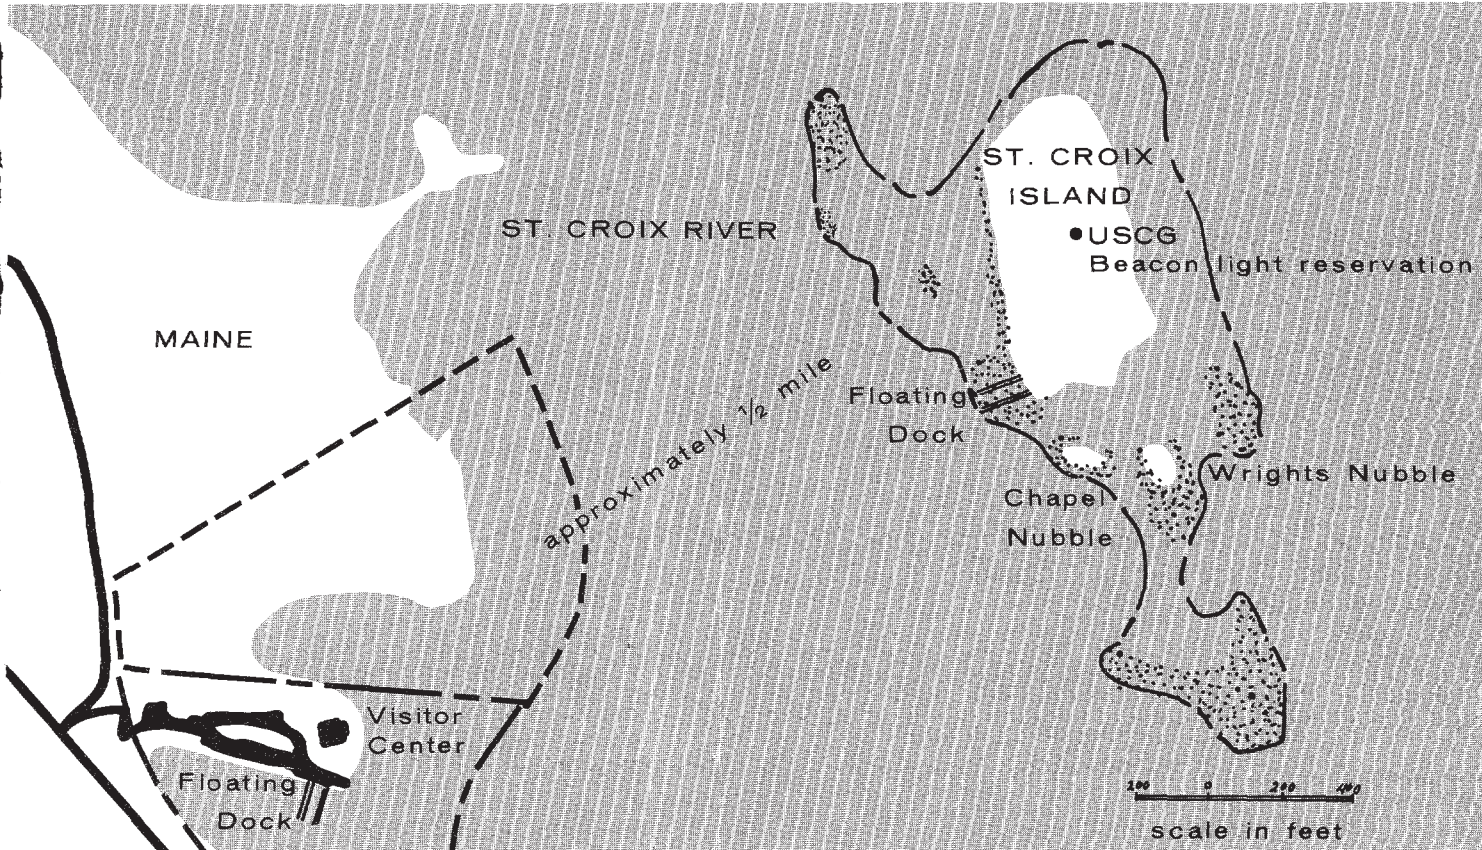 ST. CROIX
ISLAND
USCG
Beacon light reservation
ST. CROIX RIVER
MAINE
approximately 1/2 mile
Floating
Dock
Wrights Nubble
Chapel
Nubble
Visitor
Center
Floating
Dock
100 0 200 400
scale in feet